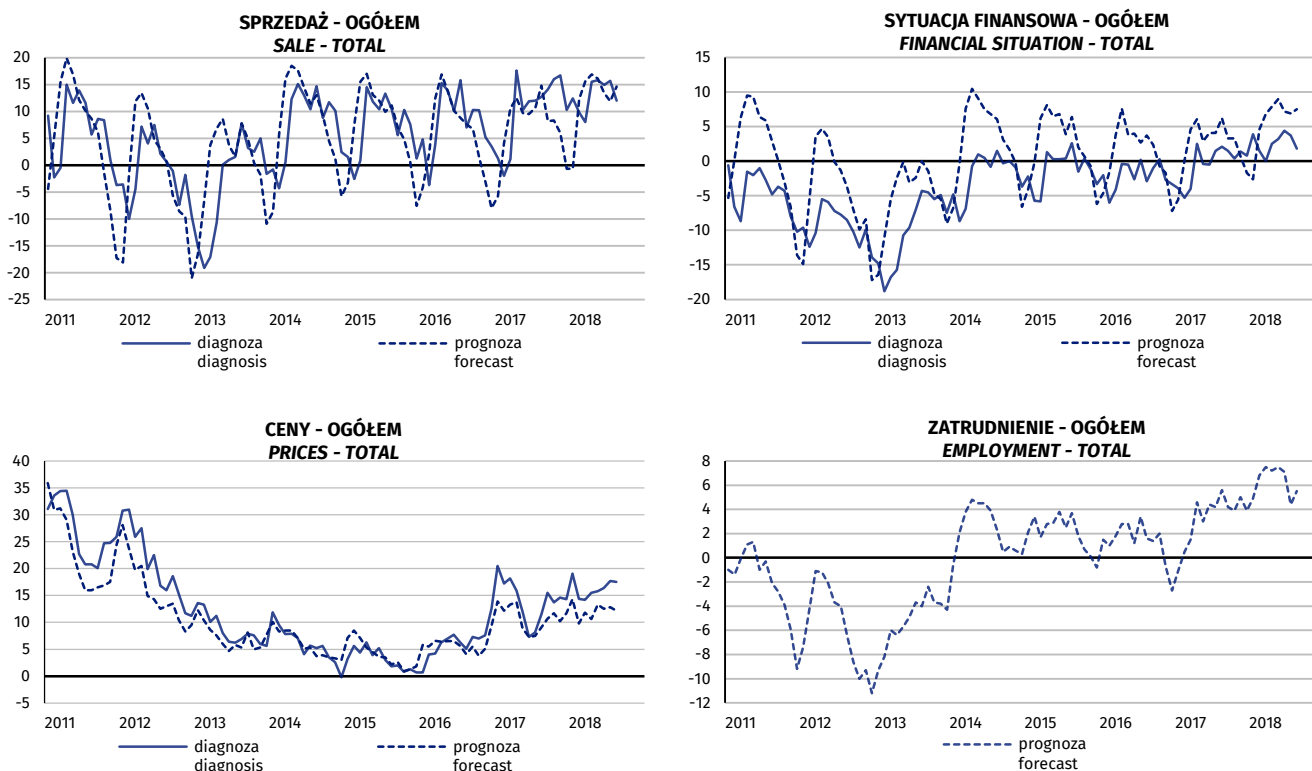 SPRZEDAŻ - OGÓŁEM
SALE - TOTAL
20
15
10
5
0
-5
-10
-15
-20
-25
2011 2012 2013 2014 2015 2016 2017 2018
diagnoza prognoza
diagnosis forecast
SYTUACJA FINANSOWA - OGÓŁEM
FINANCIAL SITUATION - TOTAL
15
10
5
0
-5
-10
-15
-20
2011 2012 2013 2014 2015 2016 2017 2018
diagnoza prognoza
diagnosis forecast
CENY - OGÓŁEM
PRICES - TOTAL
40
35
30
25
20
15
10
5
0
-5
2011 2012 2013 2014 2015 2016 2017 2018
diagnoza prognoza
diagnosis forecast
ZATRUDNIENIE - OGÓŁEM
EMPLOYMENT - TOTAL
8
6
4
2
0
-2
-4
-6
-8
-10
-12
2011 2012 2013 2014 2015 2016 2017 2018
prognoza
forecast